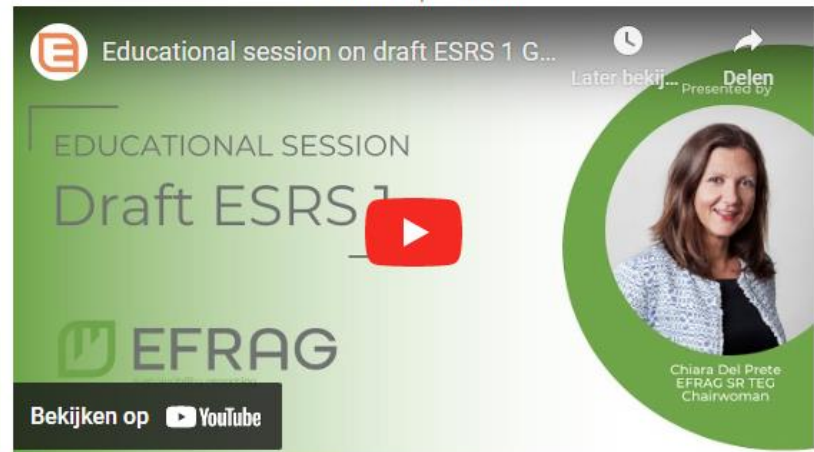 Educational session on draft ESRS 1 G...
Later bekij...
Delen
Presented by
EDUCATIONAL SESSION
Draft ESRS 1
EFRAG
Chiara Del Prete
EFRAG SR TEG
Chairwoman
Bekijken op YouTube